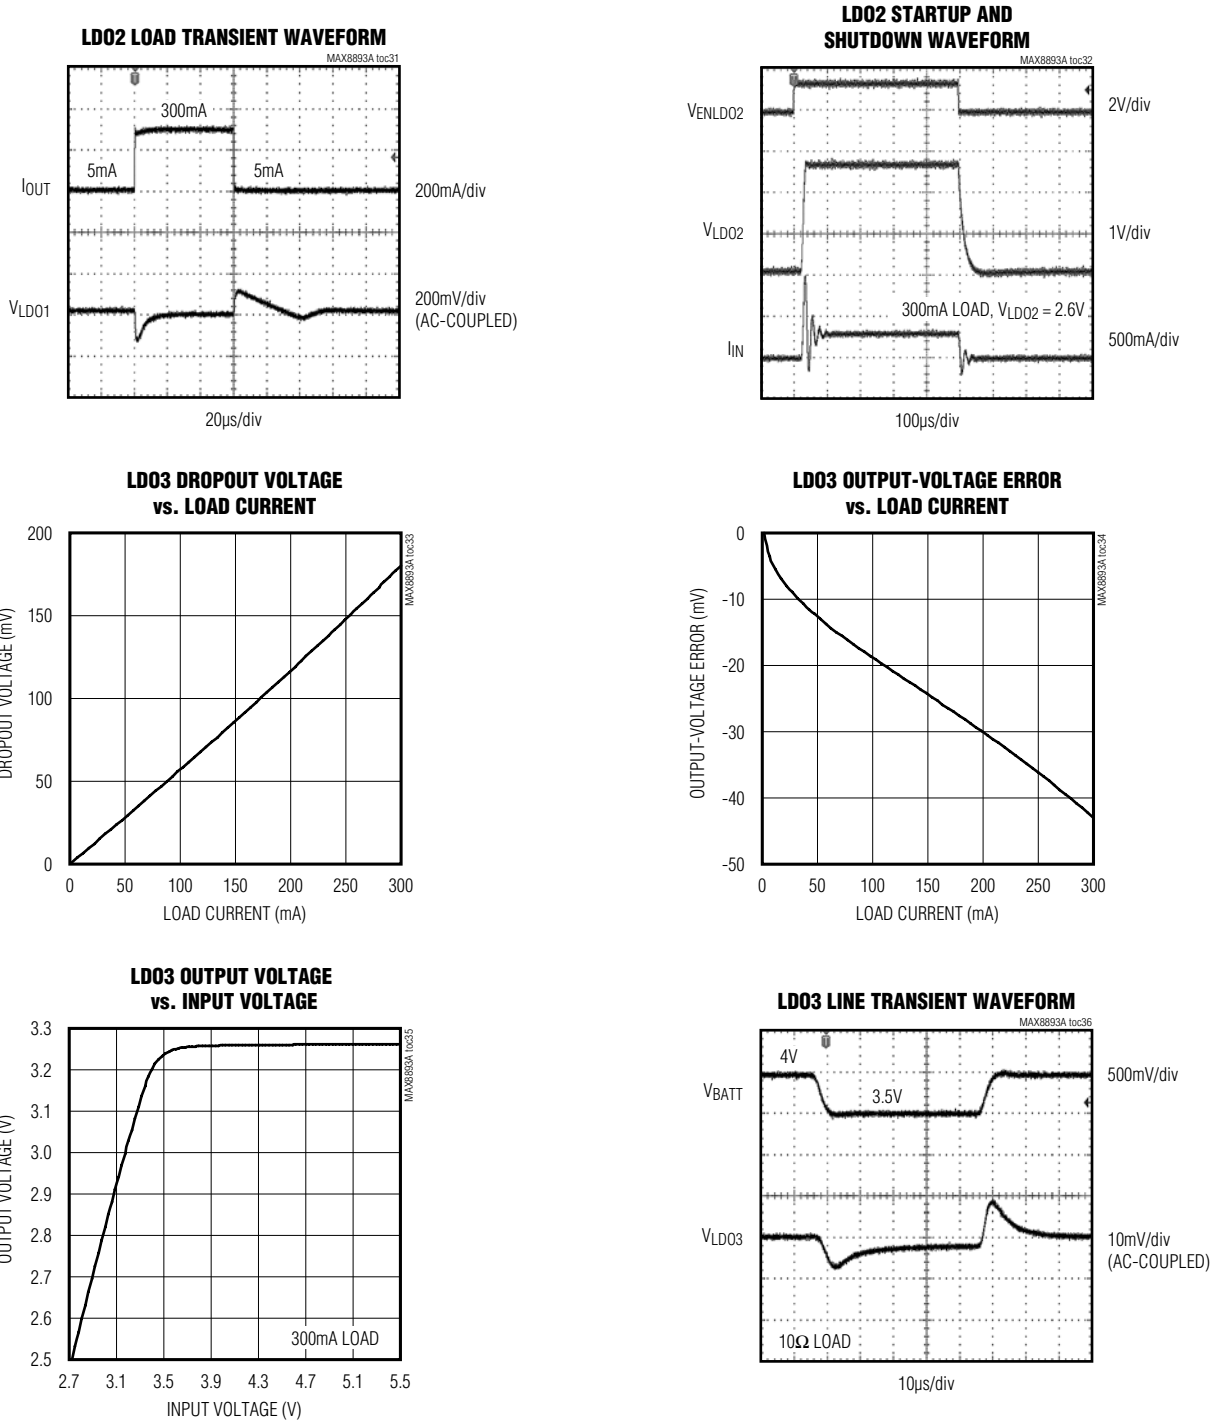 LDO2 LOAD TRANSIENT WAVEFORM
MAX8893A toc31
300mA
5mA
5mA
IOUT
200mA/div
VLDO1
200mV/div
(AC-COUPLED)
20µs/div
LDO2 STARTUP AND
SHUTDOWN WAVEFORM
MAX8893A toc32
VENLDO2
2V/div
VLDO2
1V/div
300mA LOAD, VLDO2 = 2.6V
IIN
500mA/div
100µs/div
LDO3 DROPOUT VOLTAGE
vs. LOAD CURRENT
MAX8893A toc33
DROPOUT VOLTAGE (mV)
200
150
100
50
0
0 50 100 150 200 250 300
LOAD CURRENT (mA)
LDO3 OUTPUT-VOLTAGE ERROR
vs. LOAD CURRENT
MAX8893A toc34
OUTPUT-VOLTAGE ERROR (mV)
0
-10
-20
-30
-40
-50
0 50 100 150 200 250 300
LOAD CURRENT (mA)
LDO3 OUTPUT VOLTAGE
vs. INPUT VOLTAGE
MAX8893A toc35
OUTPUT VOLTAGE (V)
3.3
3.2
3.1
3.0
2.9
2.8
2.7
2.6
2.5
300mA LOAD
2.7 3.1 3.5 3.9 4.3 4.7 5.1 5.5
INPUT VOLTAGE (V)
LDO3 LINE TRANSIENT WAVEFORM
MAX8893A toc36
4V
VBATT
3.5V
500mV/div
VLDO3
10mV/div
(AC-COUPLED)
10Ω LOAD
10µs/div